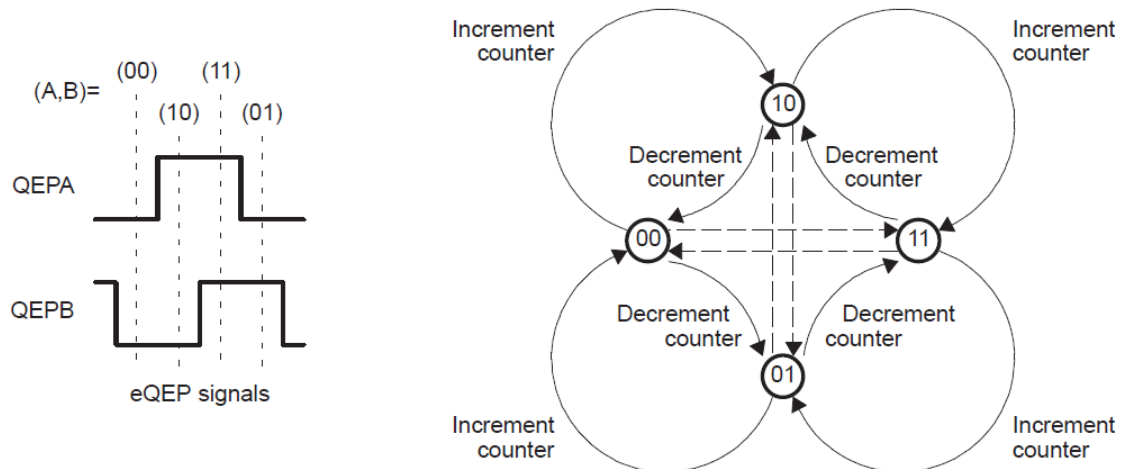 (00)
(11)
(A,B)=
(10)
(01)
QEPA
QEPB
eQEP signals
Increment
counter
Increment
counter
10
Decrement
counter
Decrement
counter
00
11
Decrement
counter
Decrement
counter
01
Increment
counter
Increment
counter